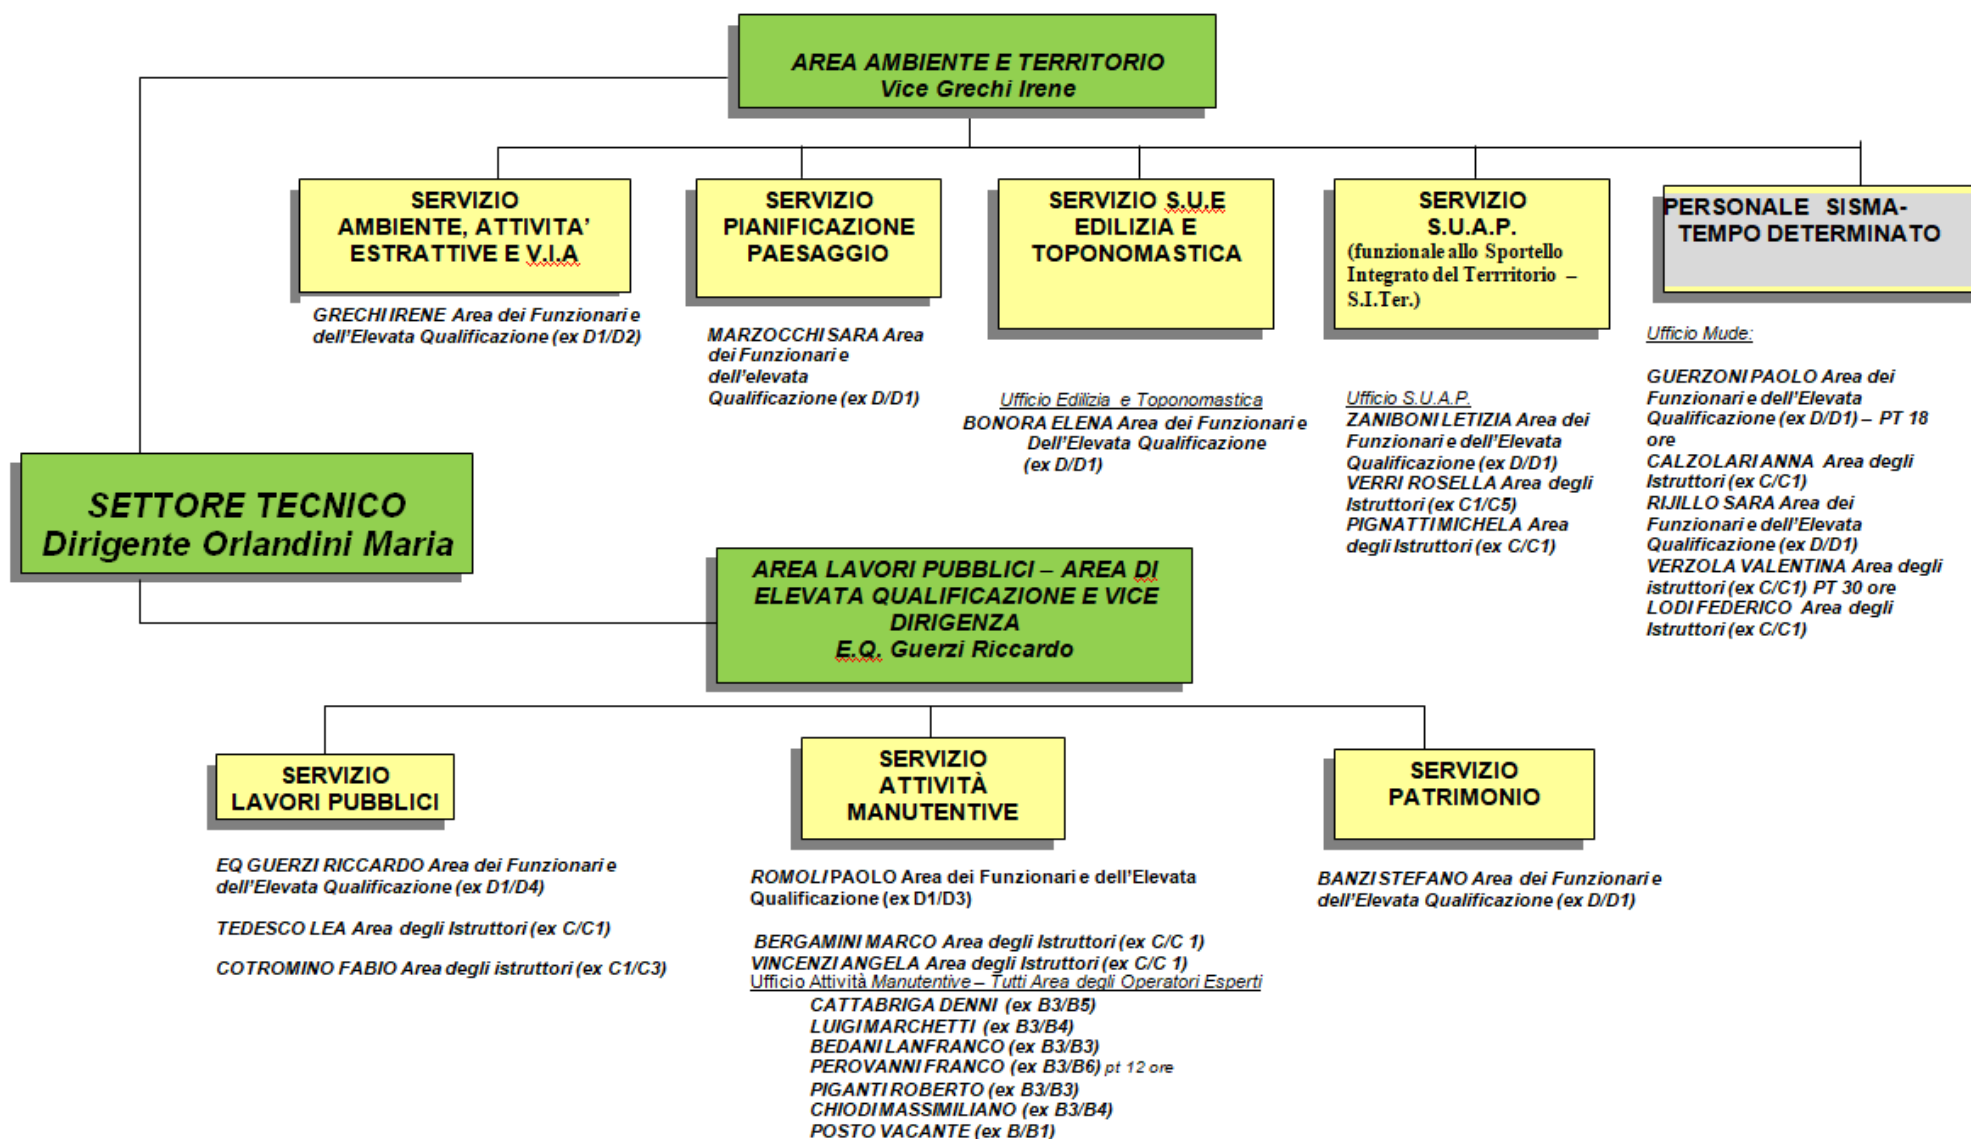 AREA AMBIENTE E TERRITORIO
Vice Grechi Irene
SERVIZIO
AMBIENTE, ATTIVITA’
ESTRATTIVE E V.I.A
GRECHI IRENE Area dei Funzionari e
dell’Elevata Qualificazione (ex D1/D2)
SERVIZIO
PIANIFICAZIONE
PAESAGGIO
MARZOCCHI SARA Area
dei Funzionari e
dell’elevata
Qualificazione (ex D/D1)
SERVIZIO S.U.E
EDILIZIA E
TOPONOMASTICA
Ufficio Edilizia e Toponomastica
BONORA ELENA Area dei Funzionari e
Dell’Elevata Qualificazione
(ex D/D1)
SERVIZIO
S.U.A.P.
(funzionale allo Sportello
Integrato del Terrritorio –
S.I.Ter.)
Ufficio S.U.A.P.
ZANIBONI LETIZIA Area dei
Funzionari e dell’Elevata
Qualificazione (ex D/D1)
VERRI ROSELLA Area degli
Istruttori (ex C1/C5)
PIGNATTI MICHELA Area
degli Istruttori (ex C/C1)
PERSONALE SISMA-
TEMPO DETERMINATO
Ufficio Mude:
GUERZONI PAOLO Area dei
Funzionari e dell’Elevata
Qualificazione (ex D/D1) – PT 18
ore
CALZOLARI ANNA Area degli
Istruttori (ex C/C1)
RIJILLO SARA Area dei
Funzionari e dell’Elevata
Qualificazione (ex D/D1)
VERZOLA VALENTINA Area degli
istruttori (ex C/C1) PT 30 ore
LODI FEDERICO Area degli
Istruttori (ex C/C1)
SETTORE TECNICO
Dirigente Orlandini Maria
AREA LAVORI PUBBLICI – AREA DI
ELEVATA QUALIFICAZIONE E VICE
DIRIGENZA
E.Q. Guerzi Riccardo
SERVIZIO
LAVORI PUBBLICI
EQ GUERZI RICCARDO Area dei Funzionari e
dell’Elevata Qualificazione (ex D1/D4)
TEDESCO LEA Area degli Istruttori (ex C/C1)
COTROMINO FABIO Area degli istruttori (ex C1/C3)
SERVIZIO
ATTIVITÀ
MANUTENTIVE
ROMOLI PAOLO Area dei Funzionari e dell’Elevata
Qualificazione (ex D1/D3)
BERGAMINI MARCO Area degli Istruttori (ex C/C 1)
VINCENZI ANGELA Area degli Istruttori (ex C/C 1)
Ufficio Attività Manutentive – Tutti Area degli Operatori Esperti
CATTABRIGA DENNI (ex B3/B5)
LUIGI MARCHETTI (ex B3/B4)
BEDANI LANFRANCO (ex B3/B3)
PEROVANNI FRANCO (ex B3/B6) pt 12 ore
PIGANTI ROBERTO (ex B3/B3)
CHIODI MASSIMILIANO (ex B3/B4)
POSTO VACANTE (ex B/B1)
SERVIZIO
PATRIMONIO
BANZI STEFANO Area dei Funzionari e
dell’Elevata Qualificazione (ex D/D1)